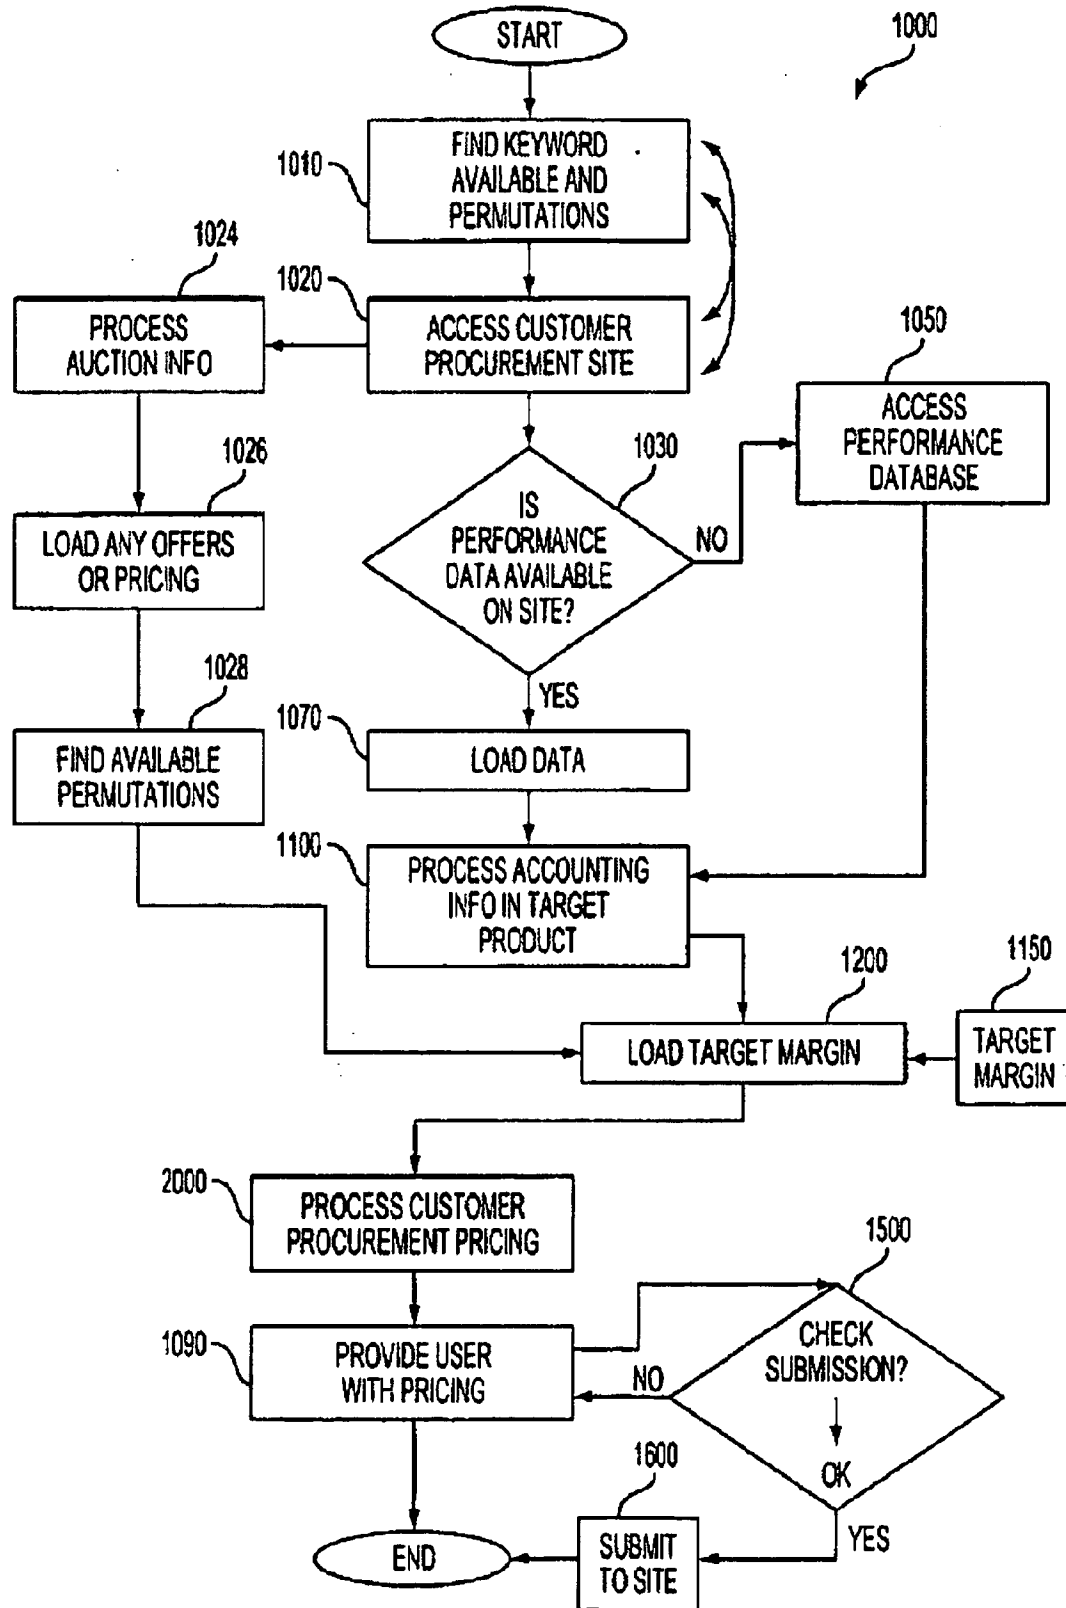 START
1000
FIND KEYWORD
AVAILABLE AND
PERMUTATIONS
1010
1024
1020
PROCESS
AUCTION INFO
ACCESS CUSTOMER
PROCUREMENT SITE
1050
ACCESS
PERFORMANCE
DATABASE
1026
1030
LOAD ANY OFFERS
OR PRICING
IS
PERFORMANCE
DATA AVAILABLE
ON SITE?
NO
YES
1028
1070
FIND AVAILABLE
PERMUTATIONS
LOAD DATA
1100
PROCESS ACCOUNTING
INFO IN TARGET
PRODUCT
1200
1150
LOAD TARGET MARGIN
TARGET
MARGIN
2000
PROCESS CUSTOMER
PROCUREMENT PRICING
1500
1090
PROVIDE USER
WITH PRICING
CHECK
SUBMISSION?
NO
OK
1600
YES
END
SUBMIT
TO SITE